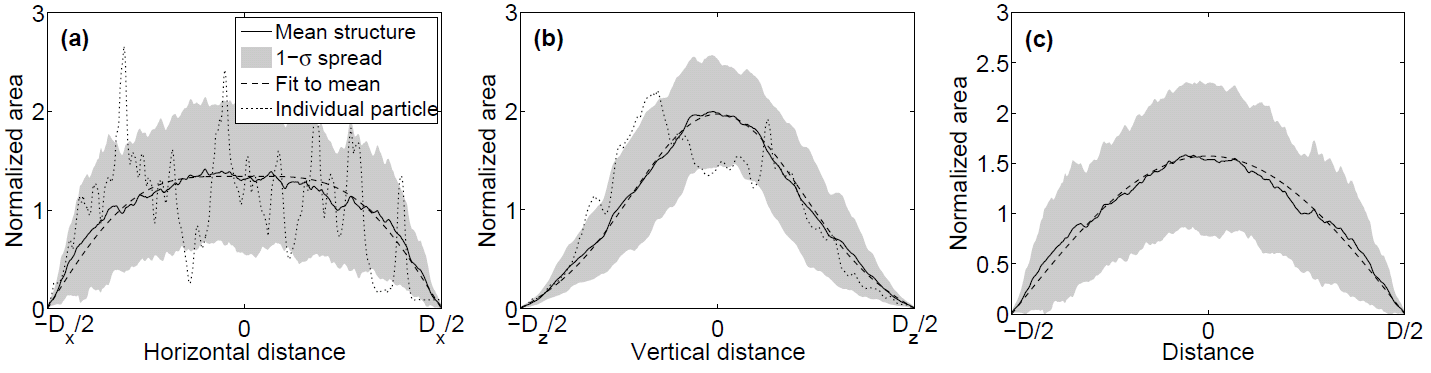 (a)
Mean structure
1−σ spread
Fit to mean
Individual particle
Normalized area
3
2
1
0
−Dx/2
0
Dx/2
Horizontal distance
(b)
Normalized area
3
2
1
0
−Dz/2
0
Dz/2
Vertical distance
(c)
Normalized area
3
2.5
2
1.5
1
0.5
0
−D/2
0
D/2
Distance